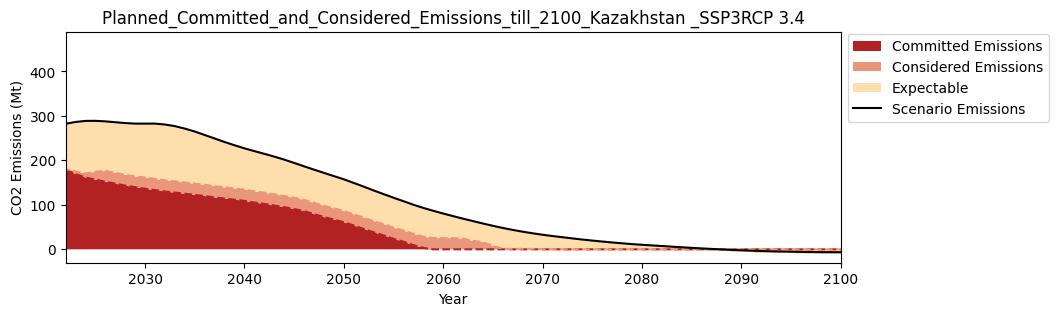 Planned_Committed_and_Considered_Emissions_till_2100_Kazakhstan _SSP3RCP 3.4
Committed Emissions
Considered Emissions
Expectable
Scenario Emissions
CO2 Emissions (Mt)
400
300
200
100
0
2030 2040 2050 2060 2070 2080 2090 2100
Year